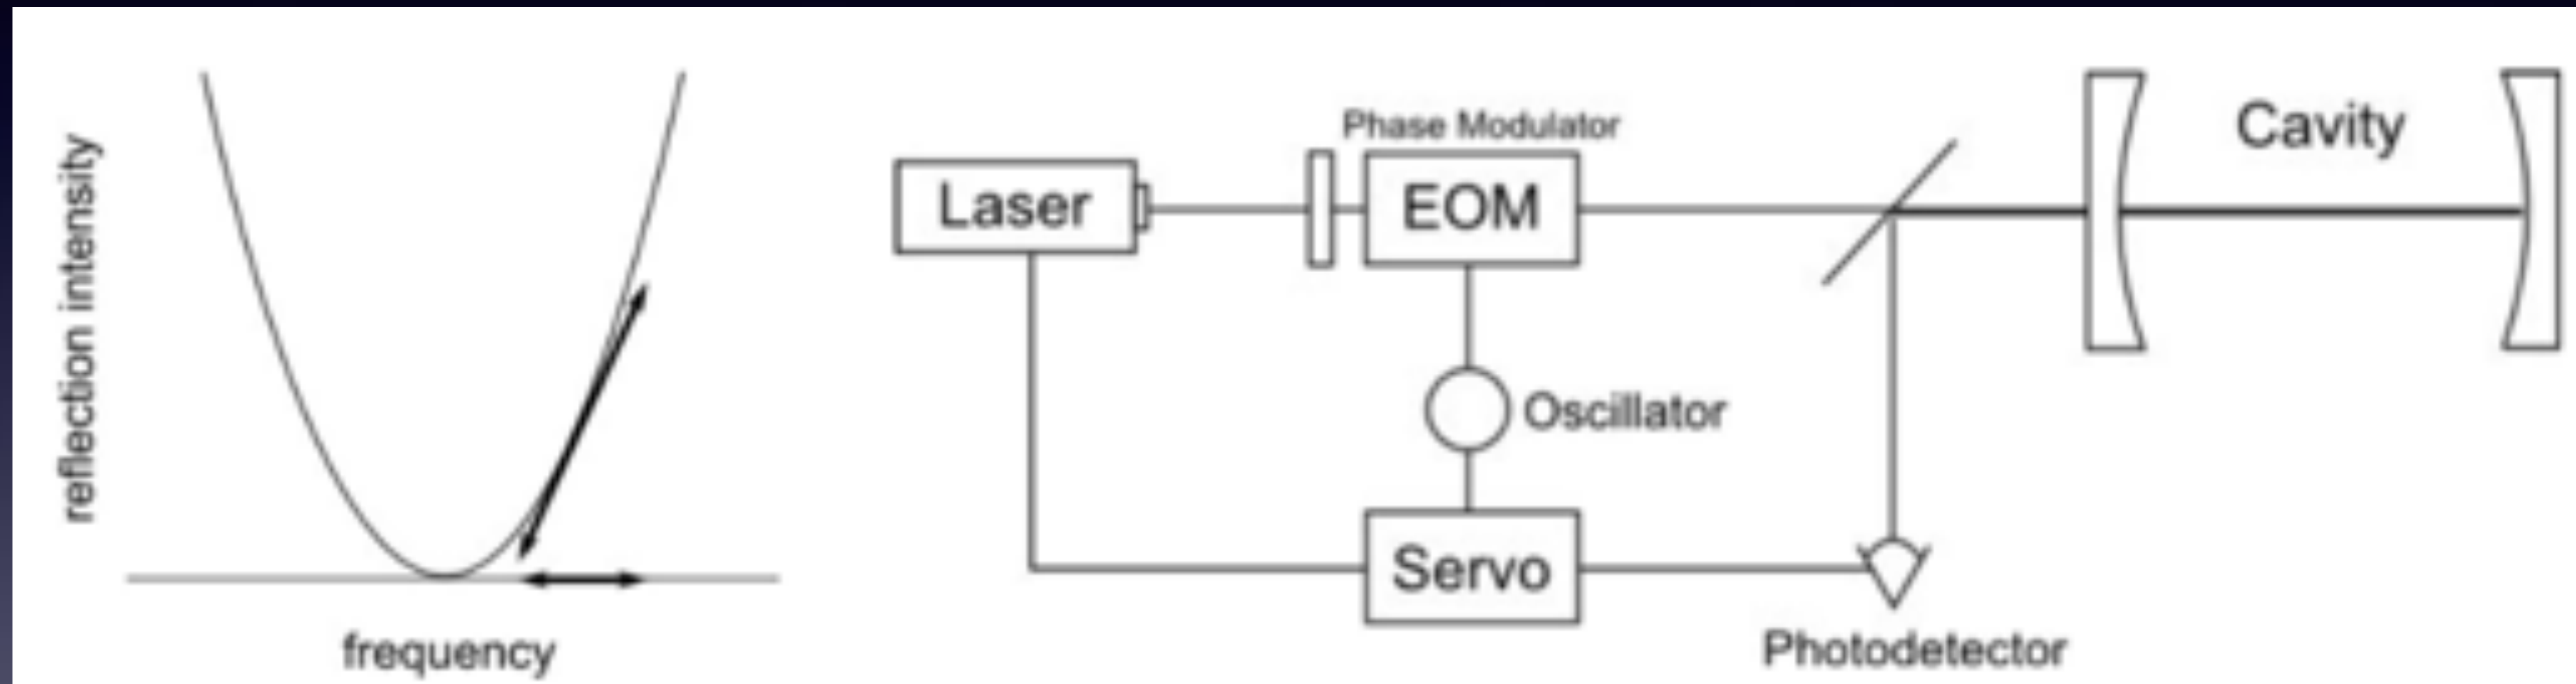 reflection intensity
frequency
Laser
Phase Modulator
EOM
Cavity
Oscillator
Servo
Photodetector